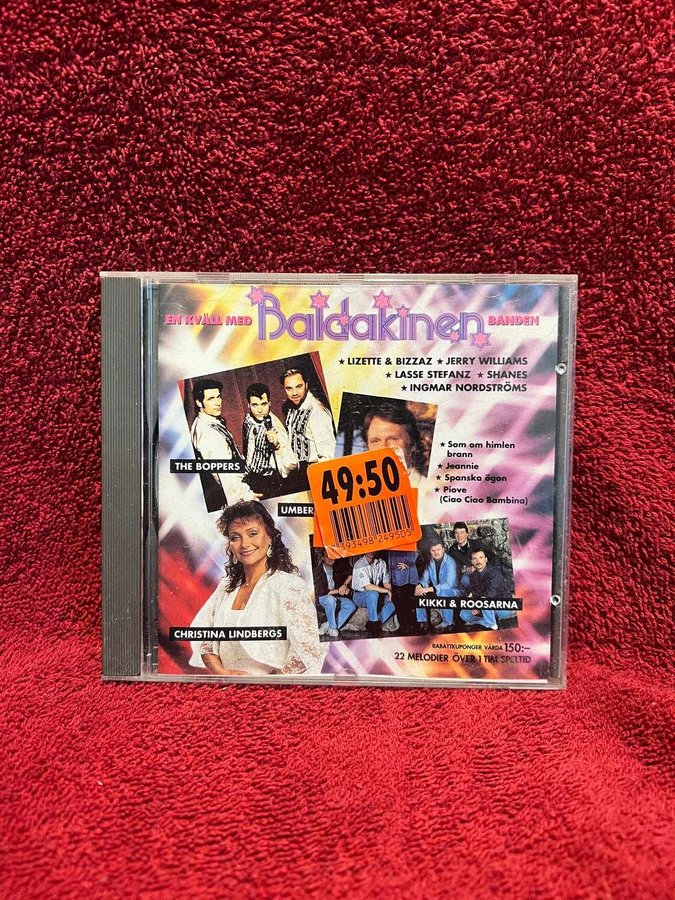 EN KVÄLL MED Baldakinen BANDEN
★ LIZETTE & BIZZAZ ★ JERRY WILLIAMS
★ LASSE STEFANZ ★ SHANES
★ INGMAR NORDSTRÖMS
THE BOPPERS
★ Som om himlen
brann
★ Jeannie
★ Spanska ögon
★ Piove
(Ciao Ciao Bambina)
49:50
UMBER
KIKKI & ROOSARNA
CHRISTINA LINDBERGS
RABATTKUPONGER VÄRDA 150:–
22 MELODIER ÖVER 1 TIM SPELTID